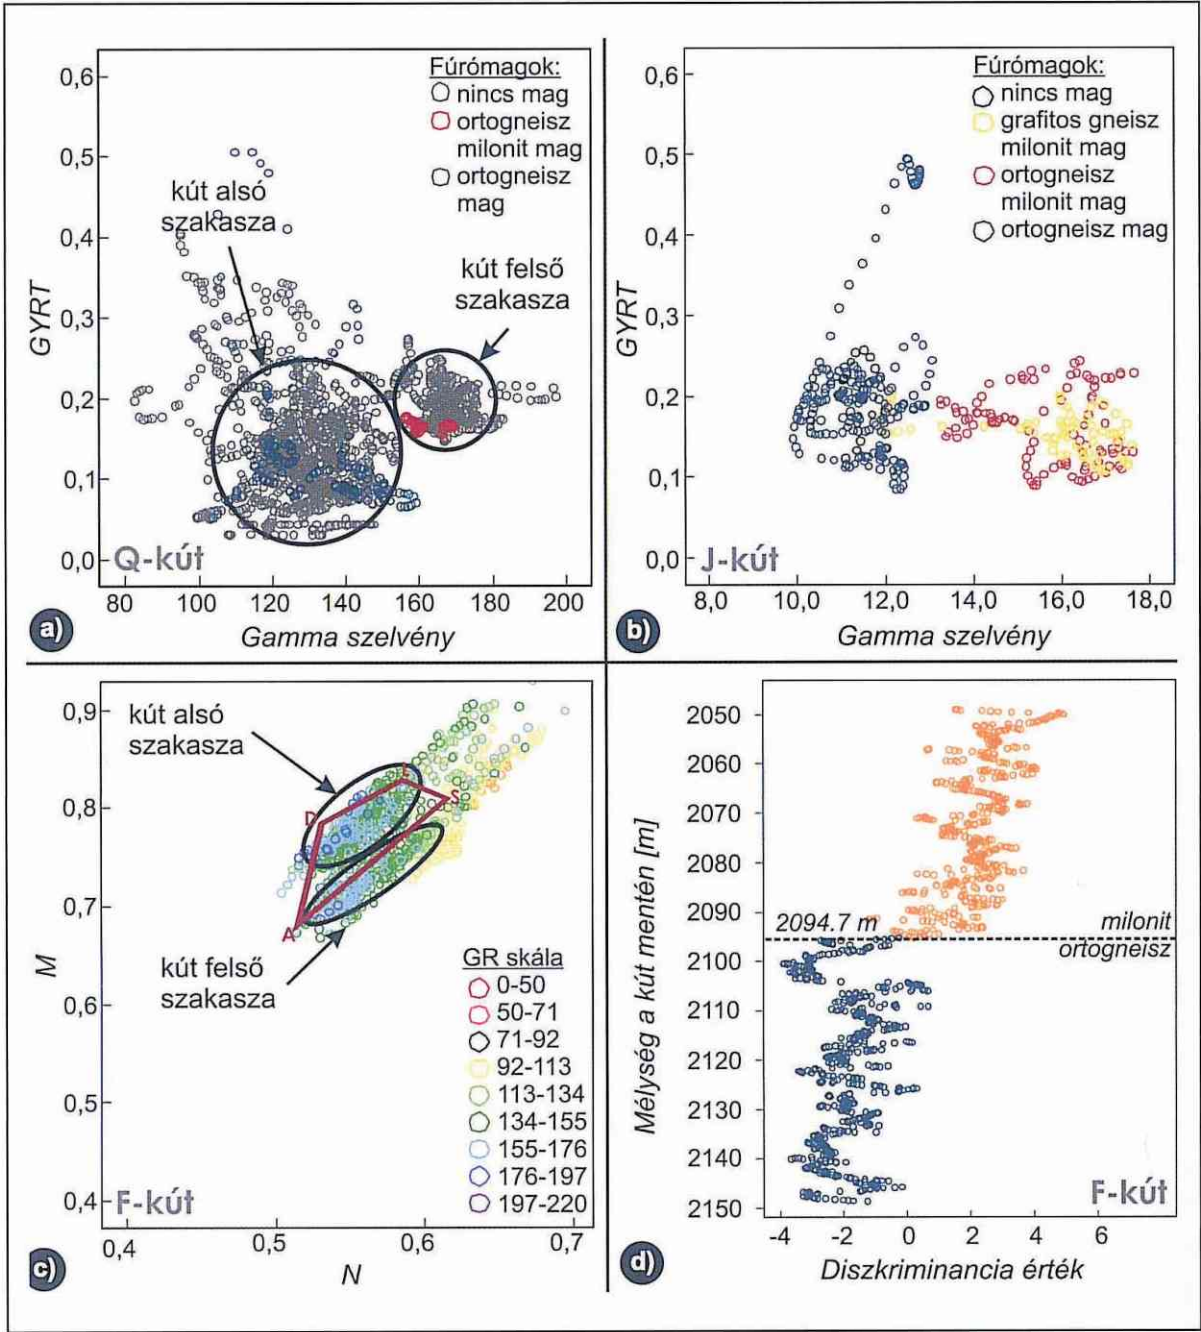 0,6
0,5
0,4
0,3
0,2
0,1
0,0
GYRT
Fúrómagok:
nincs mag
ortogneisz
milonit mag
ortogneisz
mag
kút alsó
szakasza
kút felső
szakasza
Q-kút
80 100 120 140 160 180 200
a)
Gamma szelvény
0,6
0,5
0,4
0,3
0,2
0,1
0,0
GYRT
Fúrómagok:
nincs mag
grafitos gneisz
milonit mag
ortogneisz
milonit mag
ortogneisz mag
J-kút
8,0 10,0 12,0 14,0 16,0 18,0
b)
Gamma szelvény
0,9
0,8
0,7
0,6
0,5
0,4
M
kút alsó
szakasza
D
L
S
A
kút felső
szakasza
GR skála
0-50
50-71
71-92
92-113
113-134
134-155
155-176
176-197
197-220
F-kút
0,4 0,5 0,6 0,7
c)
N
2050
2060
2070
2080
2090
2100
2110
2120
2130
2140
2150
Mélység a kút mentén [m]
2094.7 m
milonit
ortogneisz
F-kút
-4 -2 0 2 4 6
d)
Diszkriminancia érték